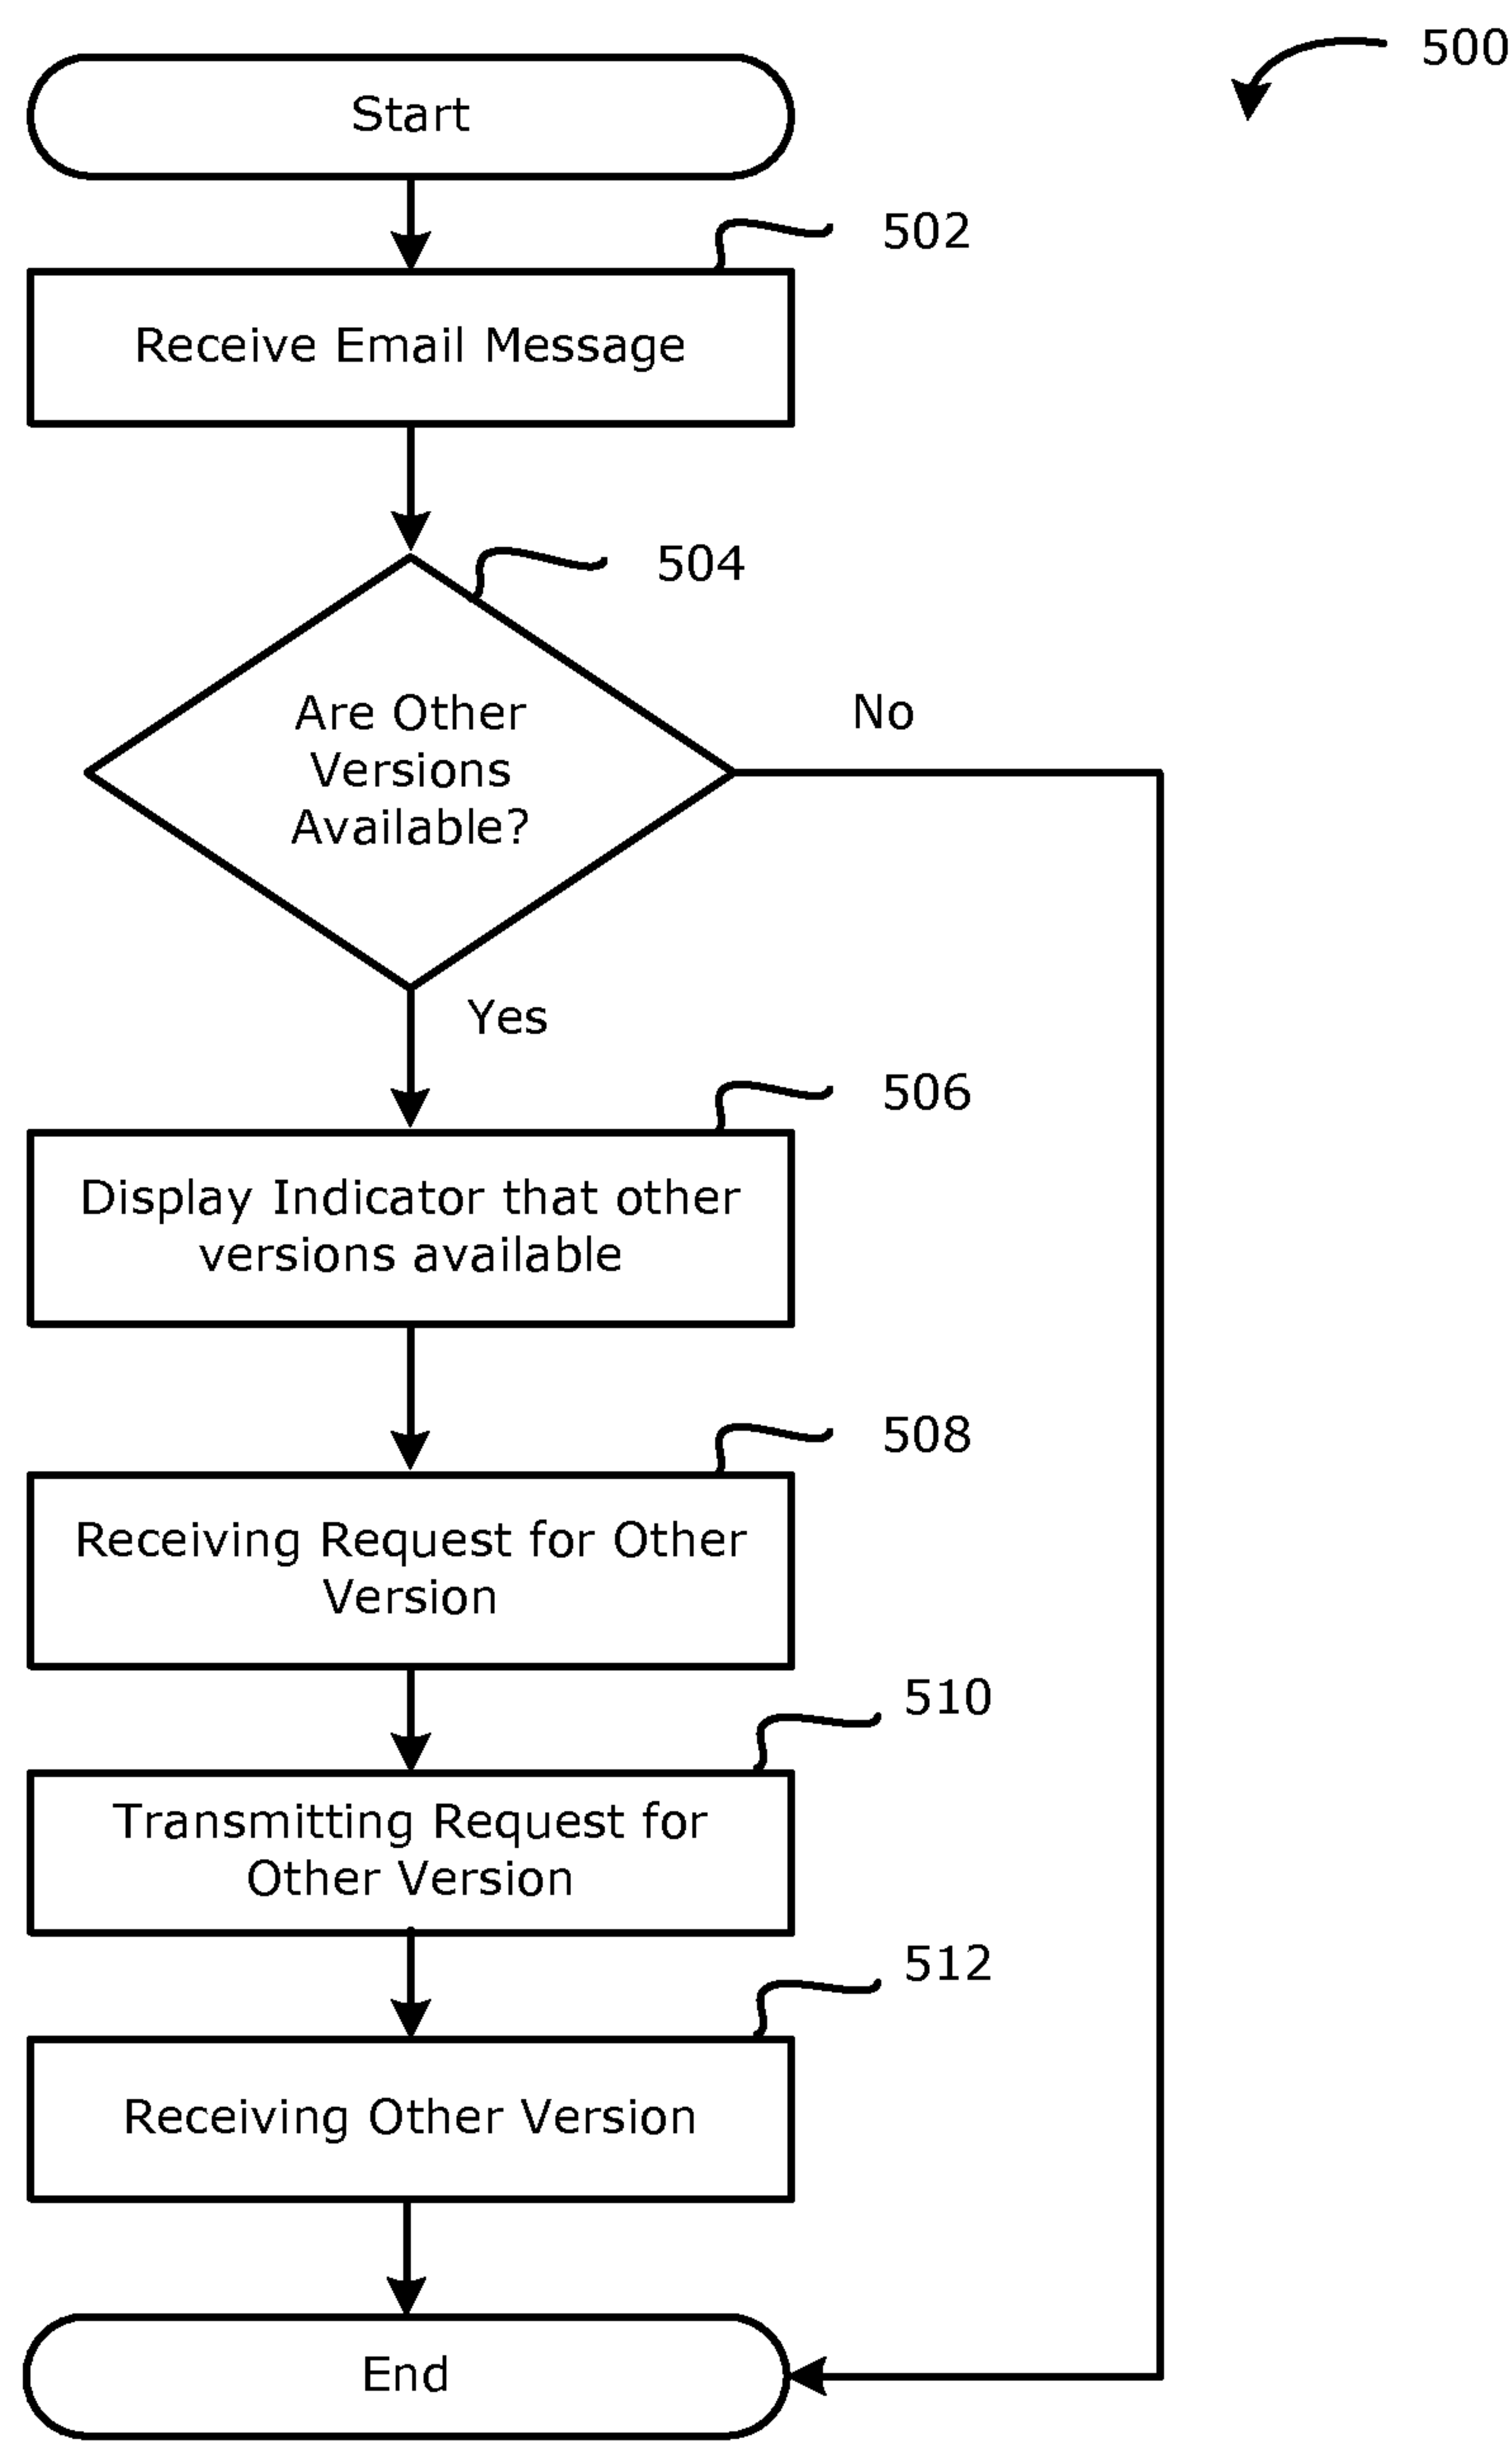 500
Start
502
Receive Email Message
504
Are Other
Versions
Available?
No
Yes
506
Display Indicator that other
versions available
508
Receiving Request for Other
Version
510
Transmitting Request for
Other Version
512
Receiving Other Version
End